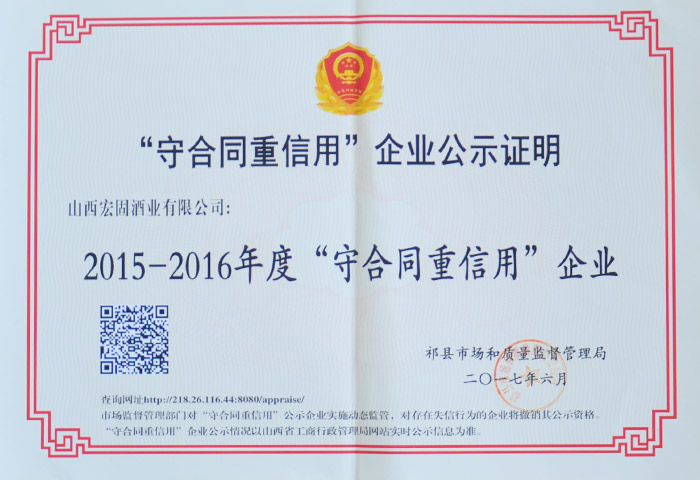 “守合同重信用”企业公示证明
山西宏固酒业有限公司:
2015-2016年度“守合同重信用”企业
祁县市场和质量监督管理局
二〇一七年六月
查询网址http://218.26.116.44:8080/appraise/
市场监督管理部门对“守合同重信用”公示企业实施动态监管，对存在失信行为的企业将撤销其公示资格。
“守合同重信用”企业公示情况以山西省工商行政管理局网站实时公示信息为准。